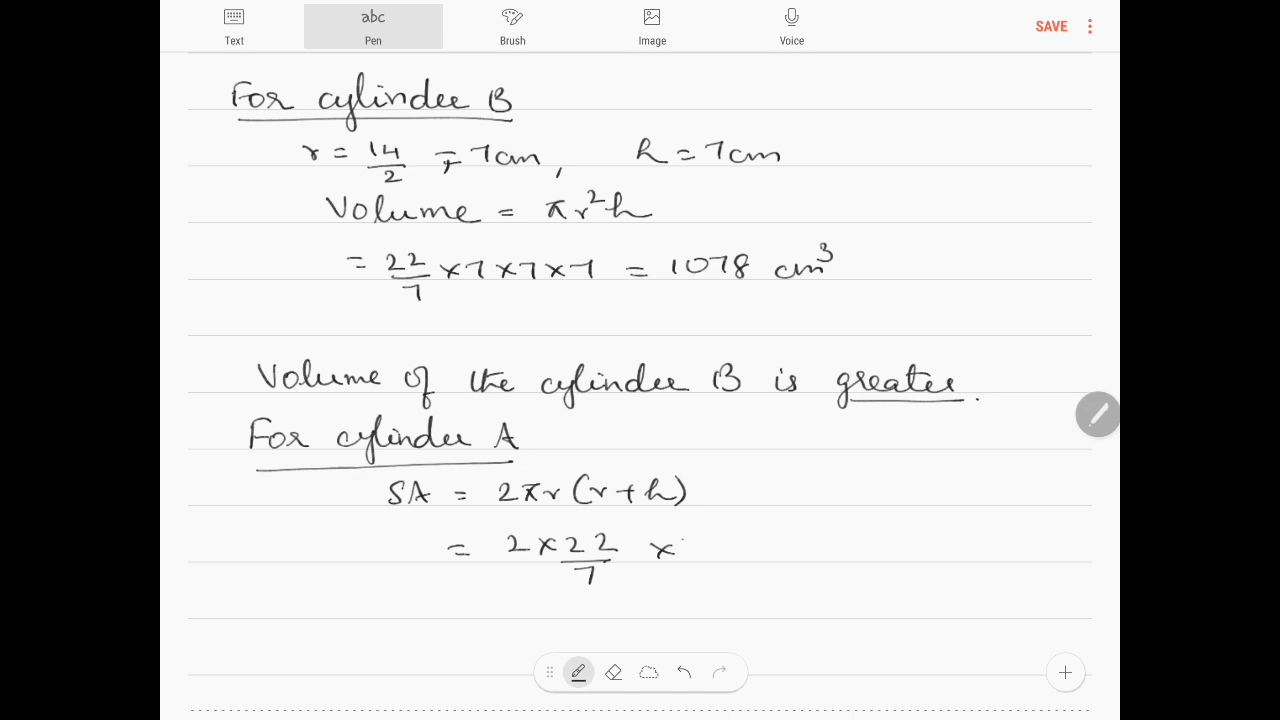 Text Pen Brush Image Voice SAVE
abc
For cylinder B
r = 14/2 = 7cm, h = 7cm
Volume = πr²h
= 22/7 × 7 × 7 × 7 = 1078 cm³
Volume of the cylinder B is greater.
For cylinder A
SA = 2πr(r+h)
= 2 × 22/7 ×